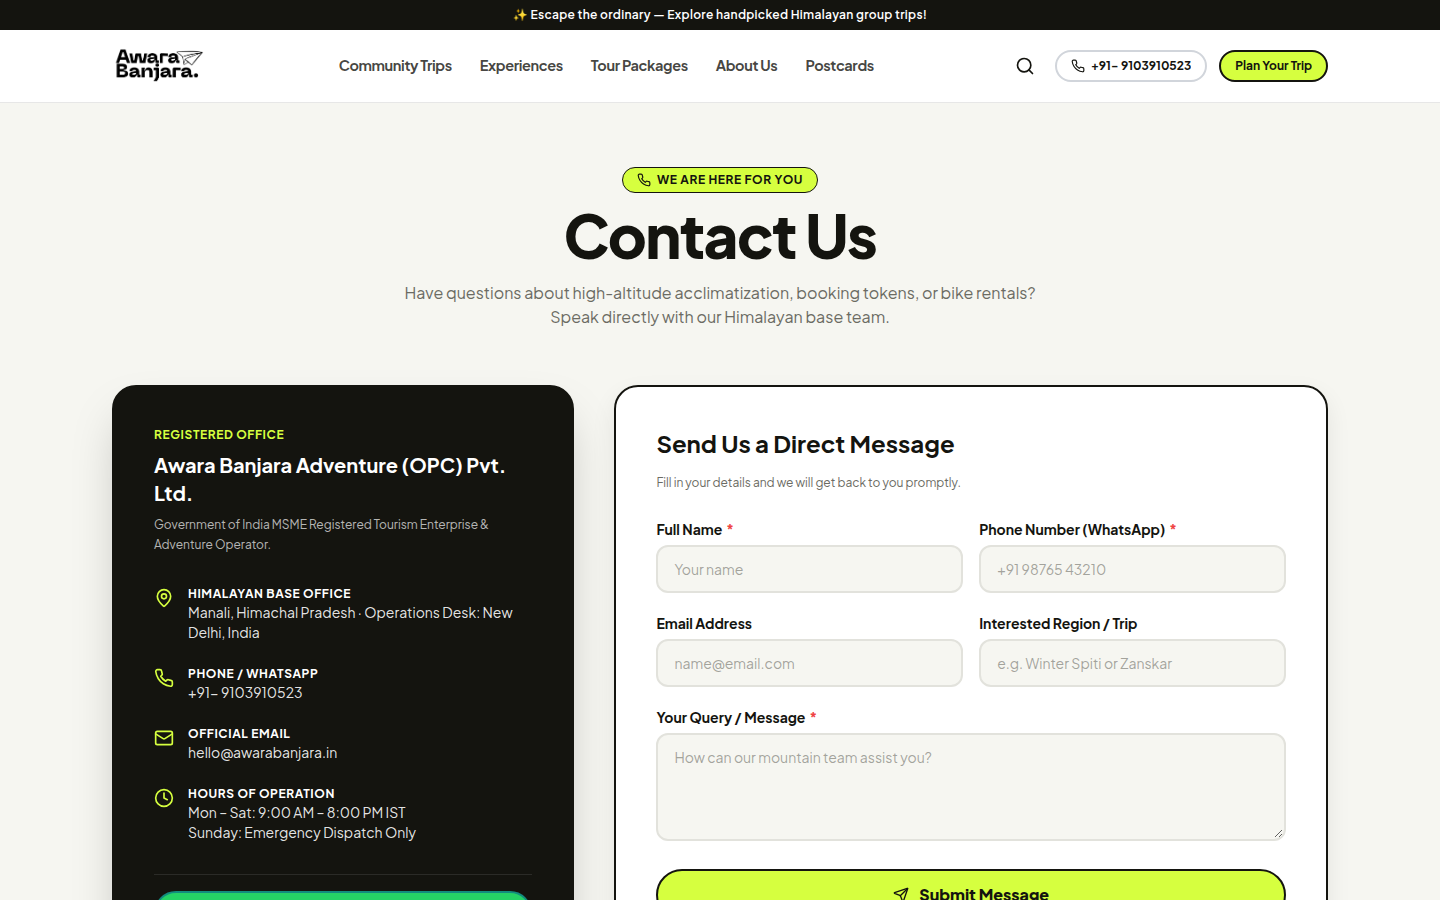 ✨ Escape the ordinary — Explore handpicked Himalayan group trips!
Awara
Banjara.
Community Trips
Experiences
Tour Packages
About Us
Postcards
+91- 9103910523
Plan Your Trip
WE ARE HERE FOR YOU
Contact Us
Have questions about high-altitude acclimatization, booking tokens, or bike rentals?
Speak directly with our Himalayan base team.
REGISTERED OFFICE
Awara Banjara Adventure (OPC) Pvt.
Ltd.
Government of India MSME Registered Tourism Enterprise &
Adventure Operator.
HIMALAYAN BASE OFFICE
Manali, Himachal Pradesh · Operations Desk: New
Delhi, India
PHONE / WHATSAPP
+91- 9103910523
OFFICIAL EMAIL
hello@awarabanjara.in
HOURS OF OPERATION
Mon – Sat: 9:00 AM – 8:00 PM IST
Sunday: Emergency Dispatch Only
Send Us a Direct Message
Fill in your details and we will get back to you promptly.
Full Name *
Your name
Phone Number (WhatsApp) *
+91 98765 43210
Email Address
name@email.com
Interested Region / Trip
e.g. Winter Spiti or Zanskar
Your Query / Message *
How can our mountain team assist you?
Submit Message